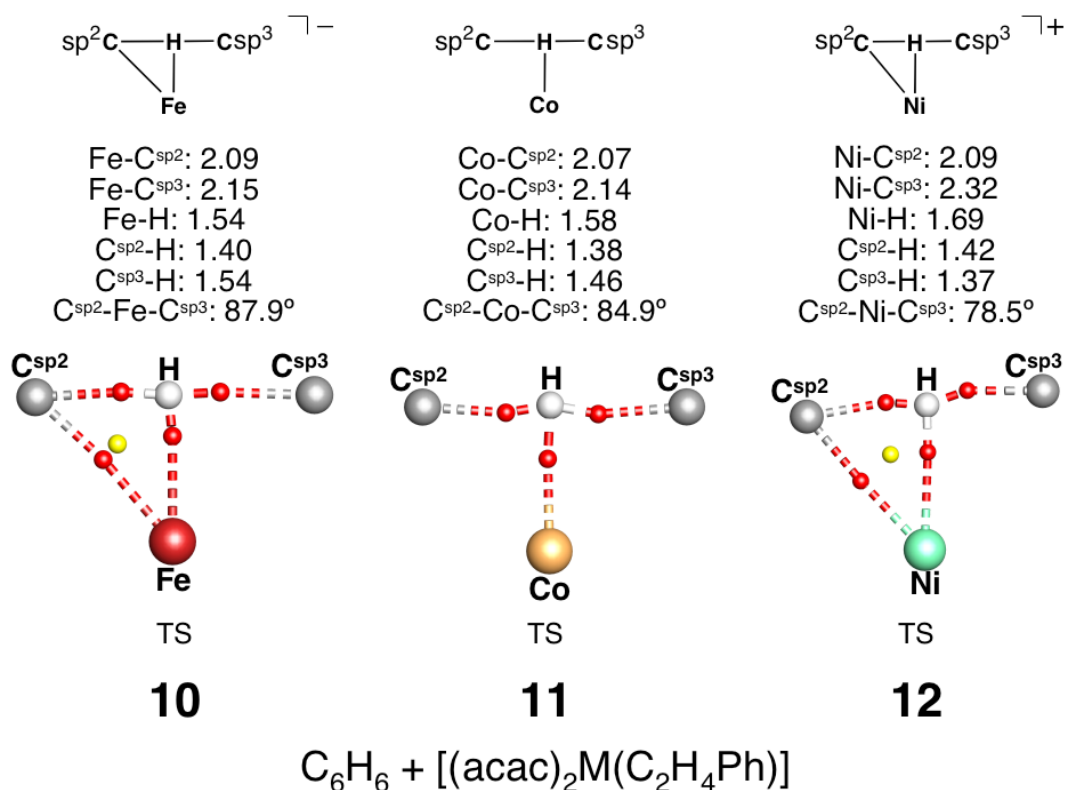 sp²C H Csp³ ⎤− sp²C H Csp³ sp²C H Csp³ ⎤+
Fe Co Ni
Fe-Cˢᵖ²: 2.09 Co-Cˢᵖ²: 2.07 Ni-Cˢᵖ²: 2.09
Fe-Cˢᵖ³: 2.15 Co-Cˢᵖ³: 2.14 Ni-Cˢᵖ³: 2.32
Fe-H: 1.54 Co-H: 1.58 Ni-H: 1.69
Cˢᵖ²-H: 1.40 Cˢᵖ²-H: 1.38 Cˢᵖ²-H: 1.42
Cˢᵖ³-H: 1.54 Cˢᵖ³-H: 1.46 Cˢᵖ³-H: 1.37
Cˢᵖ²-Fe-Cˢᵖ³: 87.9º Cˢᵖ²-Co-Cˢᵖ³: 84.9º Cˢᵖ²-Ni-Cˢᵖ³: 78.5º
Cˢᵖ² H Cˢᵖ³ Cˢᵖ² H Cˢᵖ³ Cˢᵖ² H Cˢᵖ³
Fe Co Ni
TS TS TS
10 11 12
C₆H₆ + [(acac)₂M(C₂H₄Ph)]